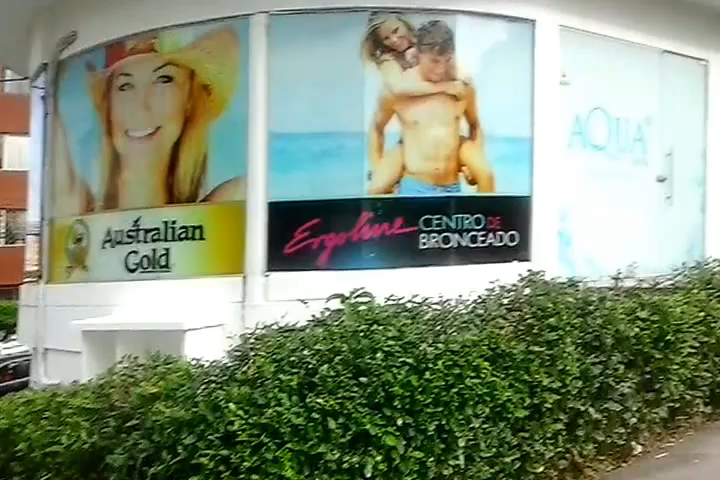 Australian
Gold
Ergoline
CENTRO DE
BRONCEADO
AQUA